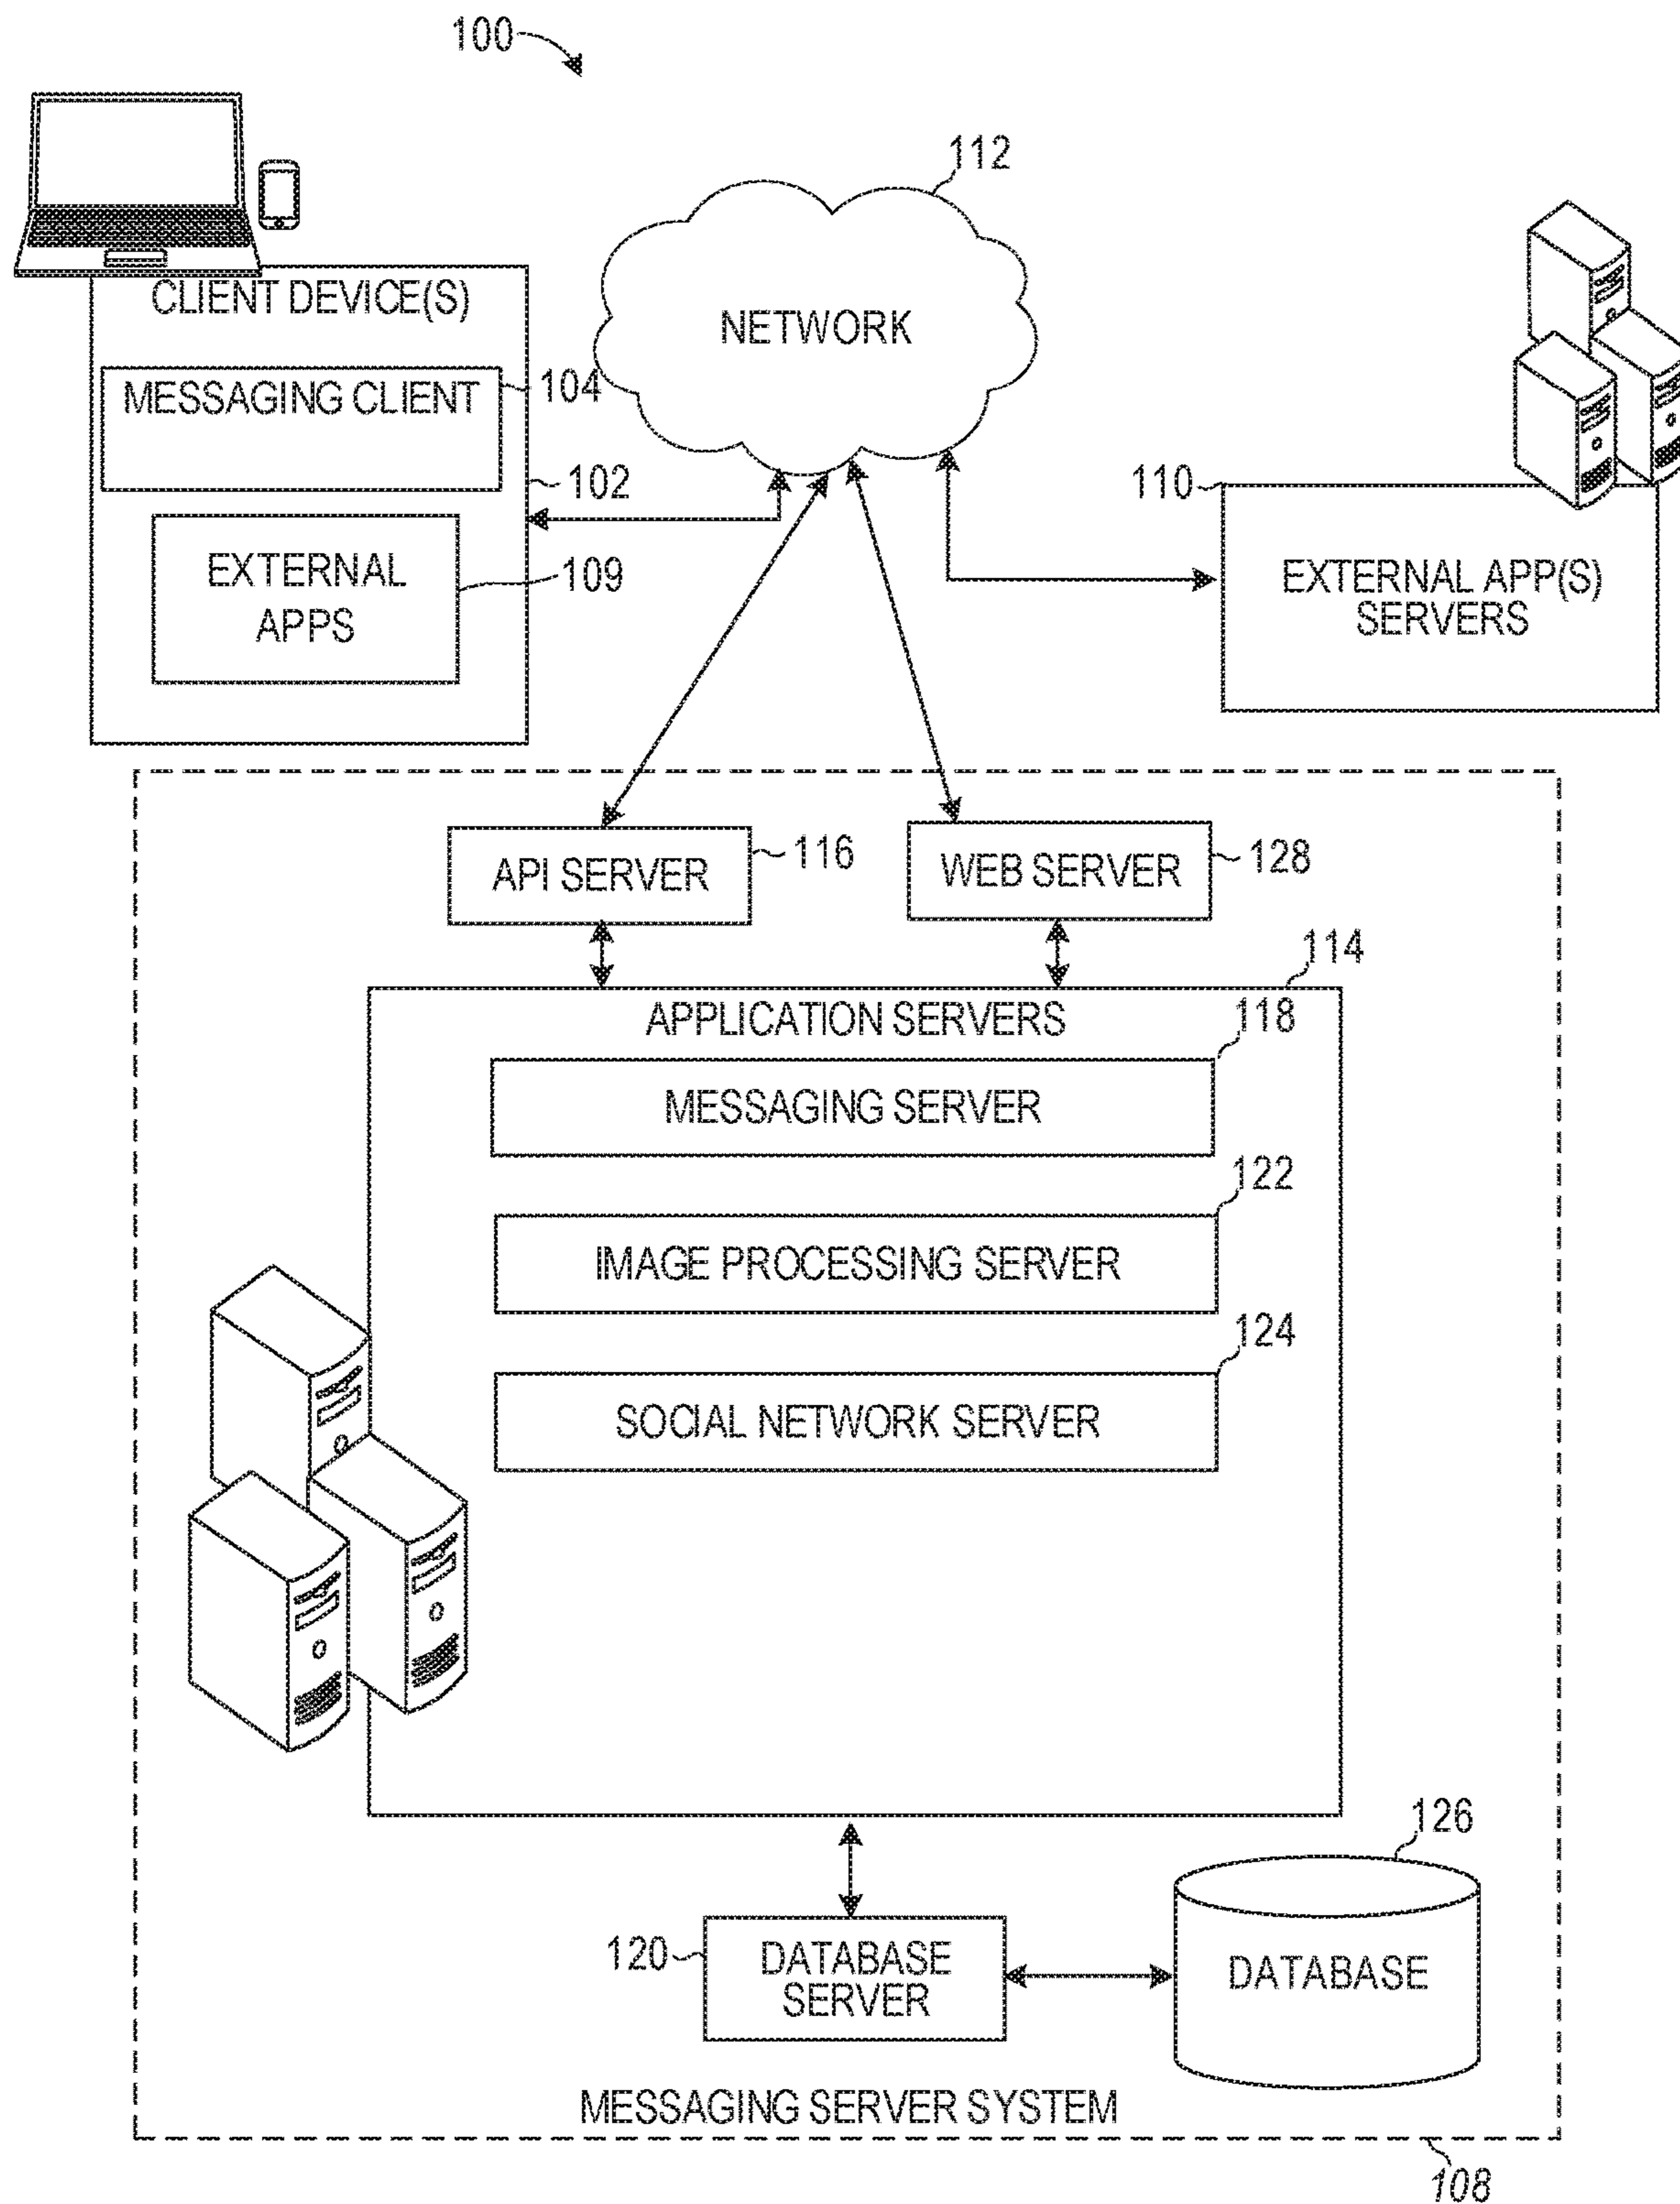 100
112
CLIENT DEVICE(S)
NETWORK
MESSAGING CLIENT
104
102
110
EXTERNAL
APPS
109
EXTERNAL APP(S)
SERVERS
API SERVER
116
WEB SERVER
128
114
APPLICATION SERVERS
118
MESSAGING SERVER
122
IMAGE PROCESSING SERVER
124
SOCIAL NETWORK SERVER
126
120
DATABASE
SERVER
DATABASE
MESSAGING SERVER SYSTEM
108